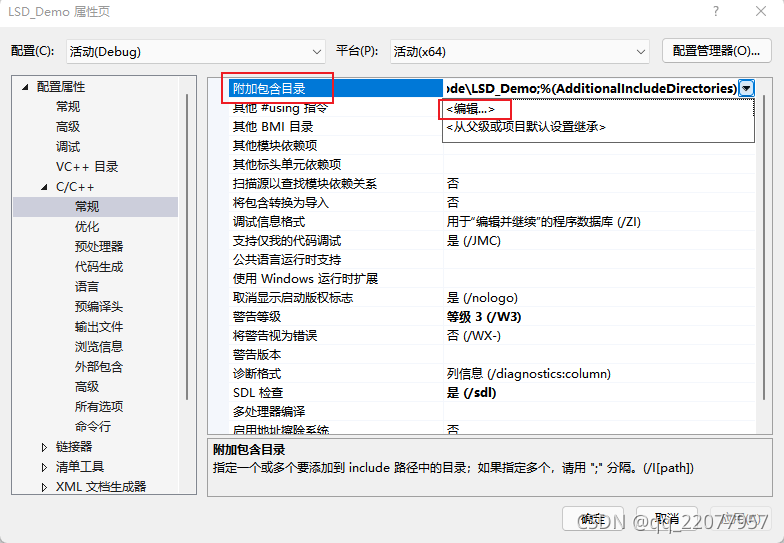 LSD_Demo 属性页
? ×
配置(C): 活动(Debug) 平台(P): 活动(x64) 配置管理器(O)...
配置属性
常规
高级
调试
VC++ 目录
C/C++
常规
优化
预处理器
代码生成
语言
预编译头
输出文件
浏览信息
外部包含
高级
所有选项
命令行
链接器
清单工具
XML 文档生成器
附加包含目录 ode\LSD_Demo;%(AdditionalIncludeDirectories)
其他 #using 指令 <编辑...>
其他 BMI 目录 <从父级或项目默认设置继承>
其他模块依赖项
其他标头单元依赖项
扫描源以查找模块依赖关系 否
将包含转换为导入 否
调试信息格式 用于“编辑并继续”的程序数据库 (/ZI)
支持仅我的代码调试 是 (/JMC)
公共语言运行时支持
使用 Windows 运行时扩展
取消显示启动版权标志 是 (/nologo)
警告等级 等级 3 (/W3)
将警告视为错误 否 (/WX-)
警告版本
诊断格式 列信息 (/diagnostics:column)
SDL 检查 是 (/sdl)
多处理器编译
启用地址擦除系统 否
附加包含目录
指定一个或多个要添加到 include 路径中的目录；如果指定多个，请用 ";" 分隔。(/I[path])
确定 取消 应用(A)
CSDN @qq_22077957